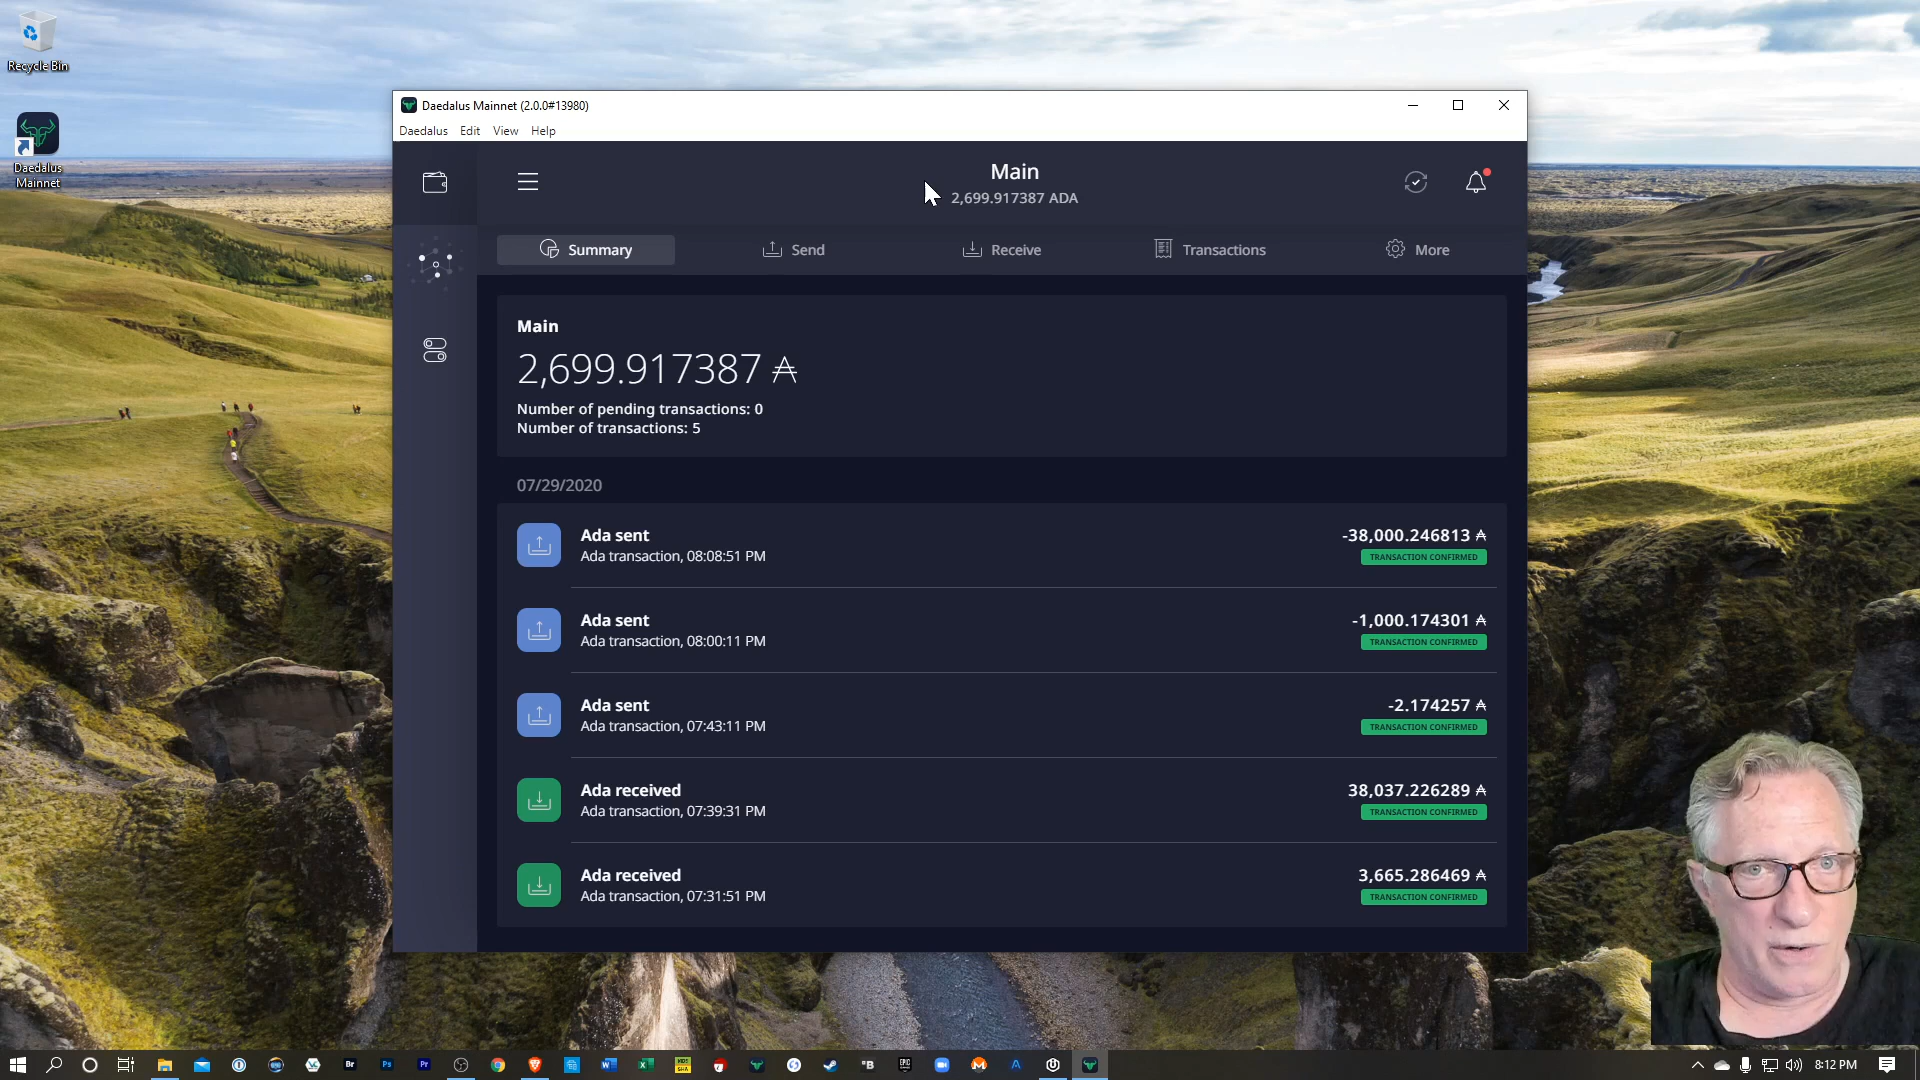 Recycle Bin
Daedalus
Mainnet
Daedalus Mainnet (2.0.0#13980)
Daedalus Edit View Help
Main
2,699.917387 ADA
Summary Send Receive Transactions More
Main
2,699.917387 ₳
Number of pending transactions: 0
Number of transactions: 5
07/29/2020
Ada sent -38,000.246813 ₳
Ada transaction, 08:08:51 PM TRANSACTION CONFIRMED
Ada sent -1,000.174301 ₳
Ada transaction, 08:00:11 PM TRANSACTION CONFIRMED
Ada sent -2.174257 ₳
Ada transaction, 07:43:11 PM TRANSACTION CONFIRMED
Ada received 38,037.226289 ₳
Ada transaction, 07:39:31 PM TRANSACTION CONFIRMED
Ada received 3,665.286469 ₳
Ada transaction, 07:31:51 PM TRANSACTION CONFIRMED
Br Ps Pr 8:12 PM